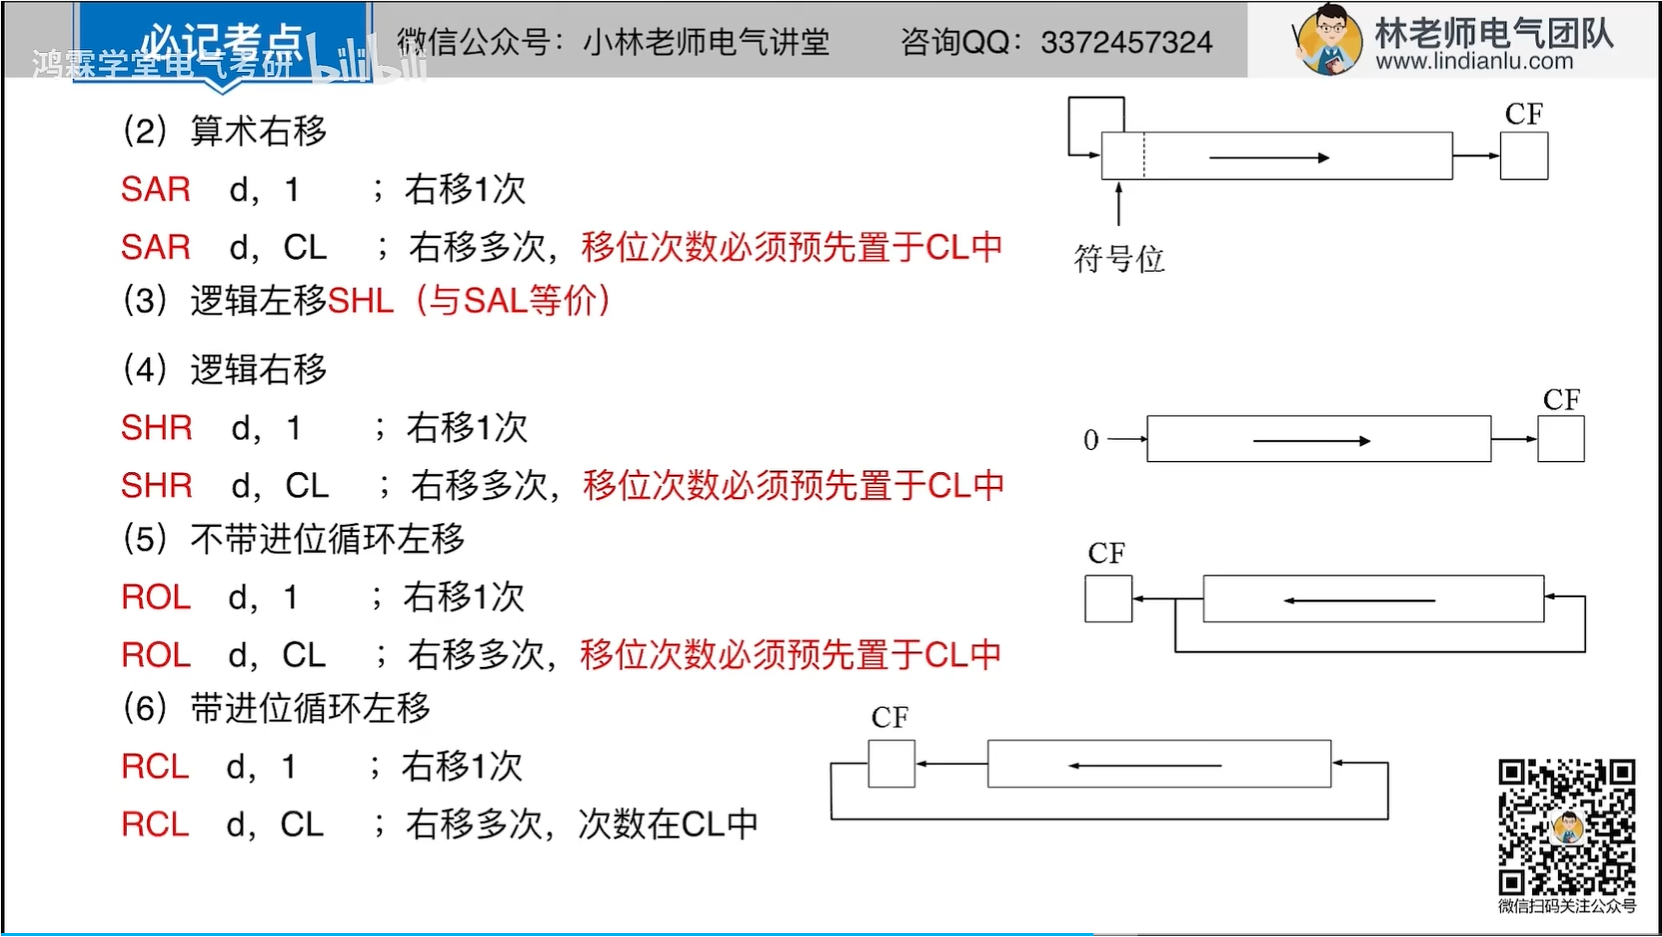 必记考点
鸿霖学堂电气考研 bilibili
微信公众号：小林老师电气讲堂 咨询QQ：3372457324
林老师电气团队
www.lindianlu.com
（2）算术右移
SAR d，1 ；右移1次
SAR d，CL ；右移多次，移位次数必须预先置于CL中
CF
符号位
（3）逻辑左移SHL（与SAL等价）
（4）逻辑右移
SHR d，1 ；右移1次
SHR d，CL ；右移多次，移位次数必须预先置于CL中
CF
0
（5）不带进位循环左移
ROL d，1 ；右移1次
ROL d，CL ；右移多次，移位次数必须预先置于CL中
CF
（6）带进位循环左移
RCL d，1 ；右移1次
RCL d，CL ；右移多次，次数在CL中
CF
微信扫码关注公众号